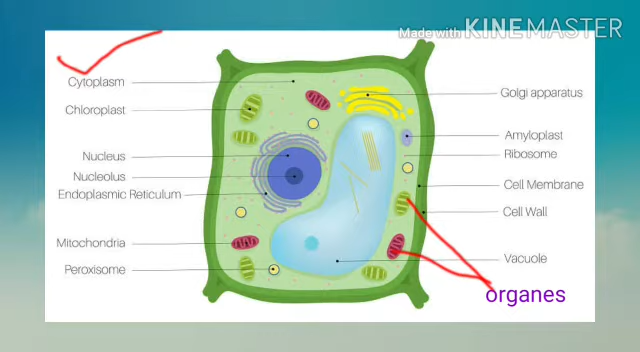 Made with KINEMASTER
Cytoplasm
Chloroplast
Nucleus
Nucleolus
Endoplasmic Reticulum
Mitochondria
Peroxisome
Golgi apparatus
Amyloplast
Ribosome
Cell Membrane
Cell Wall
Vacuole
organes